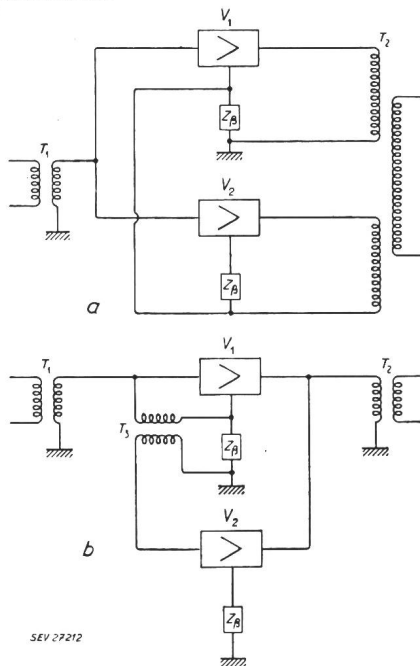 V₁
T₂
>
Zβ
T₁
V₂
>
Zβ
a
V₁
T₁
T₂
>
T₃
Zβ
V₂
>
b
Zβ
SEV 27212